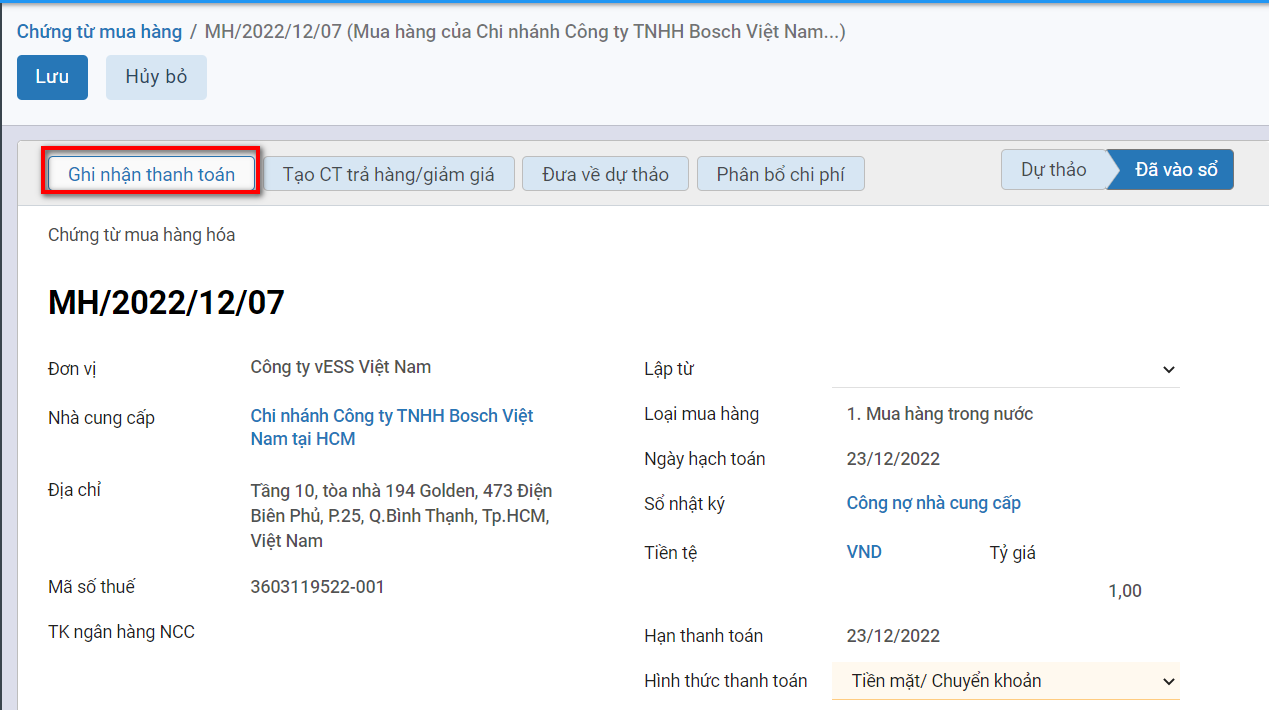 Chứng từ mua hàng / MH/2022/12/07 (Mua hàng của Chi nhánh Công ty TNHH Bosch Việt Nam...)
Lưu Hủy bỏ
Ghi nhận thanh toán Tạo CT trả hàng/giảm giá Đưa về dự thảo Phân bổ chi phí Dự thảo Đã vào sổ
Chứng từ mua hàng hóa
MH/2022/12/07
Đơn vị Công ty vESS Việt Nam
Nhà cung cấp Chi nhánh Công ty TNHH Bosch Việt
Nam tại HCM
Địa chỉ Tầng 10, tòa nhà 194 Golden, 473 Điện
Biên Phủ, P.25, Q.Bình Thạnh, Tp.HCM,
Việt Nam
Mã số thuế 3603119522-001
TK ngân hàng NCC
Lập từ
Loại mua hàng 1. Mua hàng trong nước
Ngày hạch toán 23/12/2022
Sổ nhật ký Công nợ nhà cung cấp
Tiền tệ VND Tỷ giá
1,00
Hạn thanh toán 23/12/2022
Hình thức thanh toán Tiền mặt/ Chuyển khoản